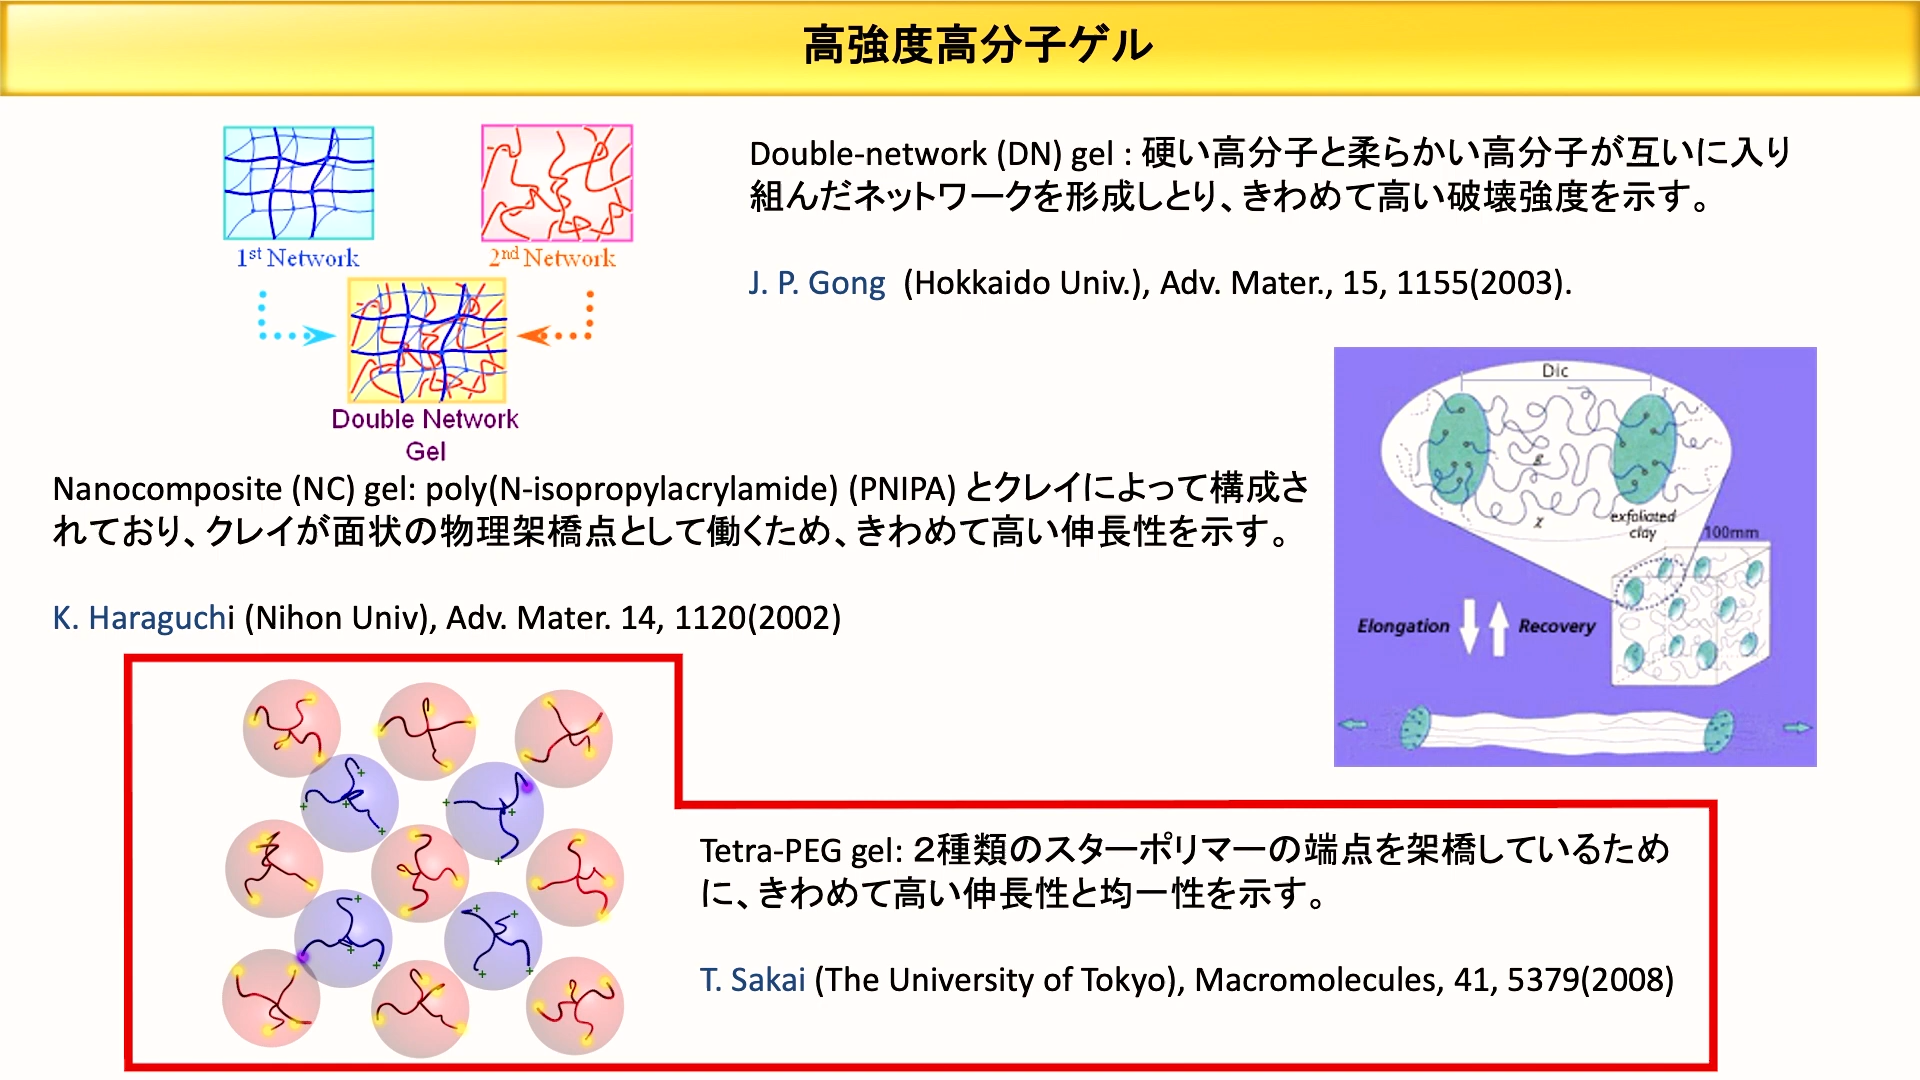 高強度高分子ゲル
1st Network
2nd Network
Double Network
Gel
Double-network (DN) gel : 硬い高分子と柔らかい高分子が互いに入り
組んだネットワークを形成しとり、きわめて高い破壊強度を示す。
J. P. Gong (Hokkaido Univ.), Adv. Mater., 15, 1155(2003).
Nanocomposite (NC) gel: poly(N-isopropylacrylamide) (PNIPA) とクレイによって構成さ
れており、クレイが面状の物理架橋点として働くため、きわめて高い伸長性を示す。
K. Haraguchi (Nihon Univ), Adv. Mater. 14, 1120(2002)
Dic
χ
exfoliated
clay
100mm
Elongation
Recovery
Tetra-PEG gel: ２種類のスターポリマーの端点を架橋しているため
に、きわめて高い伸長性と均一性を示す。
T. Sakai (The University of Tokyo), Macromolecules, 41, 5379(2008)